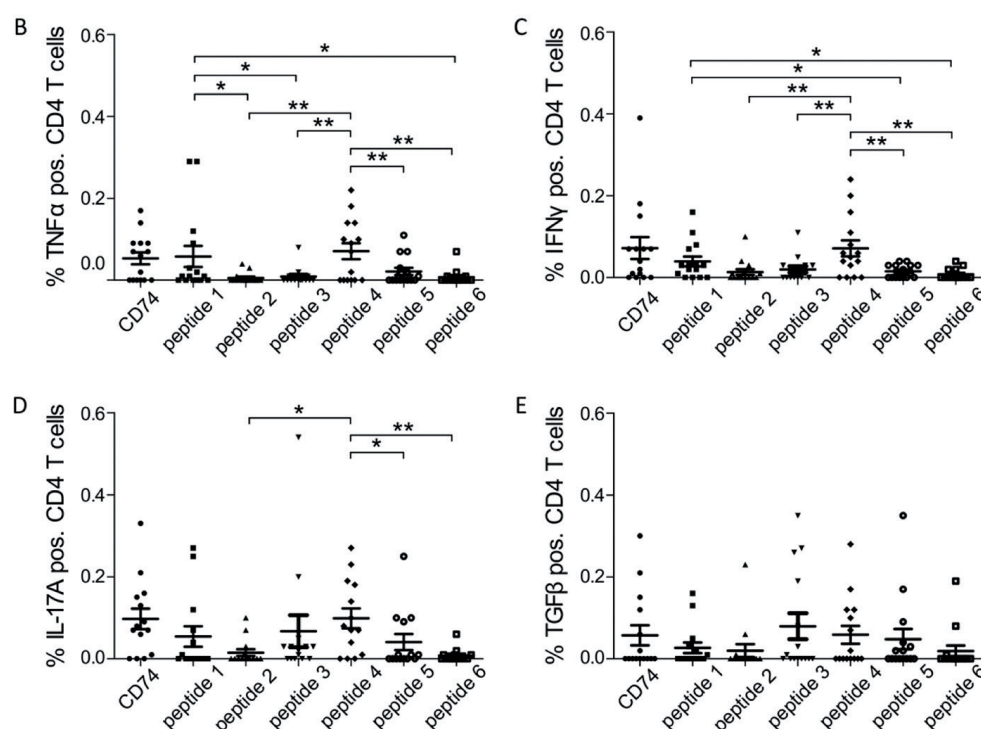 B
% TNFα pos. CD4 T cells
0.6
0.4
0.2
0.0
*
*
*
**
**
**
**
CD74
peptide 1
peptide 2
peptide 3
peptide 4
peptide 5
peptide 6
C
% IFNγ pos. CD4 T cells
0.6
0.4
0.2
0.0
*
*
**
**
**
**
CD74
peptide 1
peptide 2
peptide 3
peptide 4
peptide 5
peptide 6
D
% IL-17A pos. CD4 T cells
0.6
0.4
0.2
0.0
*
**
*
CD74
peptide 1
peptide 2
peptide 3
peptide 4
peptide 5
peptide 6
E
% TGFβ pos. CD4 T cells
0.6
0.4
0.2
0.0
CD74
peptide 1
peptide 2
peptide 3
peptide 4
peptide 5
peptide 6